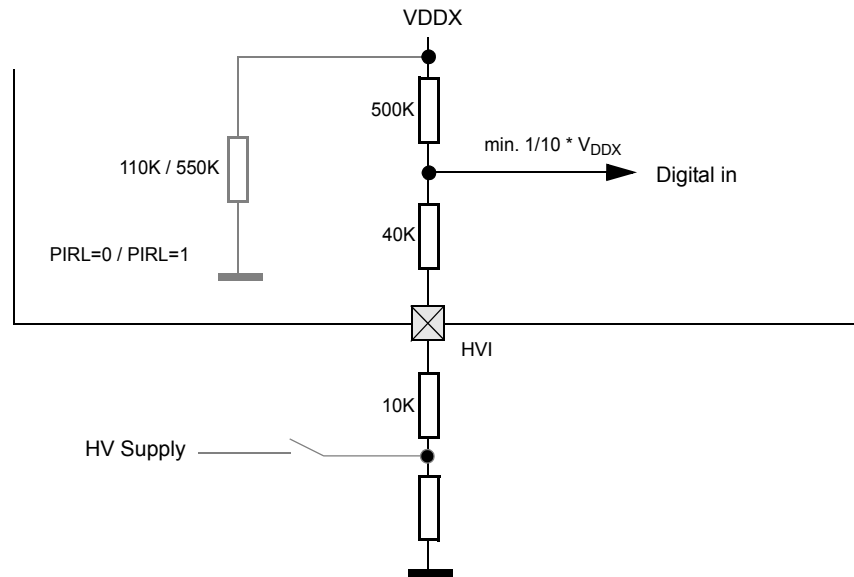 VDDX
500K
min. 1/10 * VDDX
110K / 550K
Digital in
40K
PIRL=0 / PIRL=1
HVI
10K
HV Supply